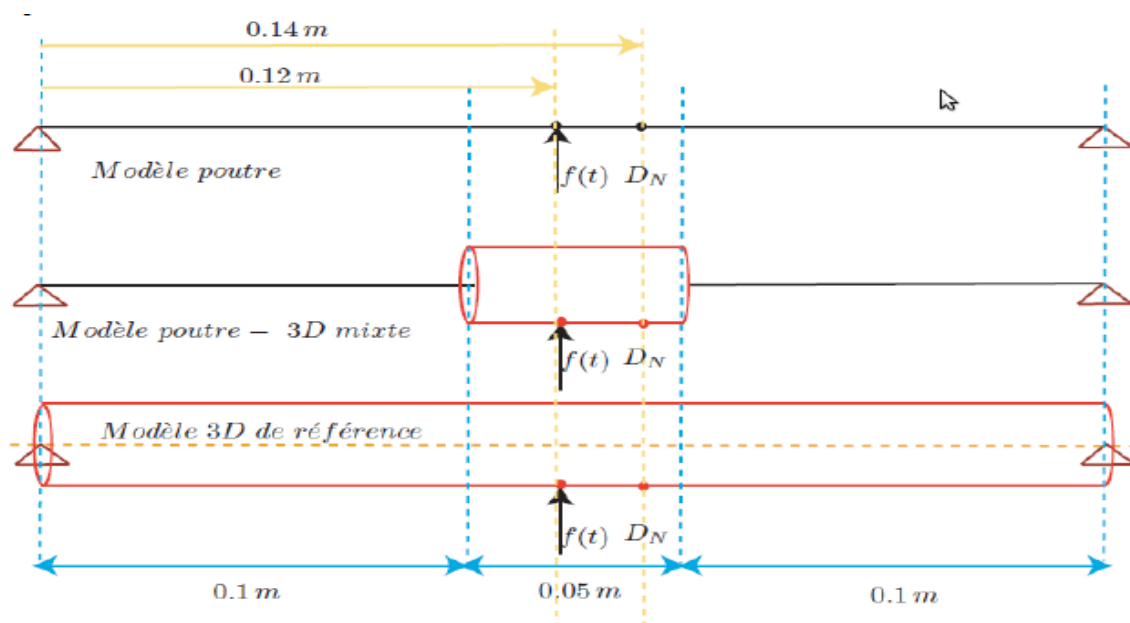 0.14 m
0.12 m
Modèle poutre
f(t) D_N
Modèle poutre − 3D mixte
f(t) D_N
Modèle 3D de référence
f(t) D_N
0.1 m
0.05 m
0.1 m